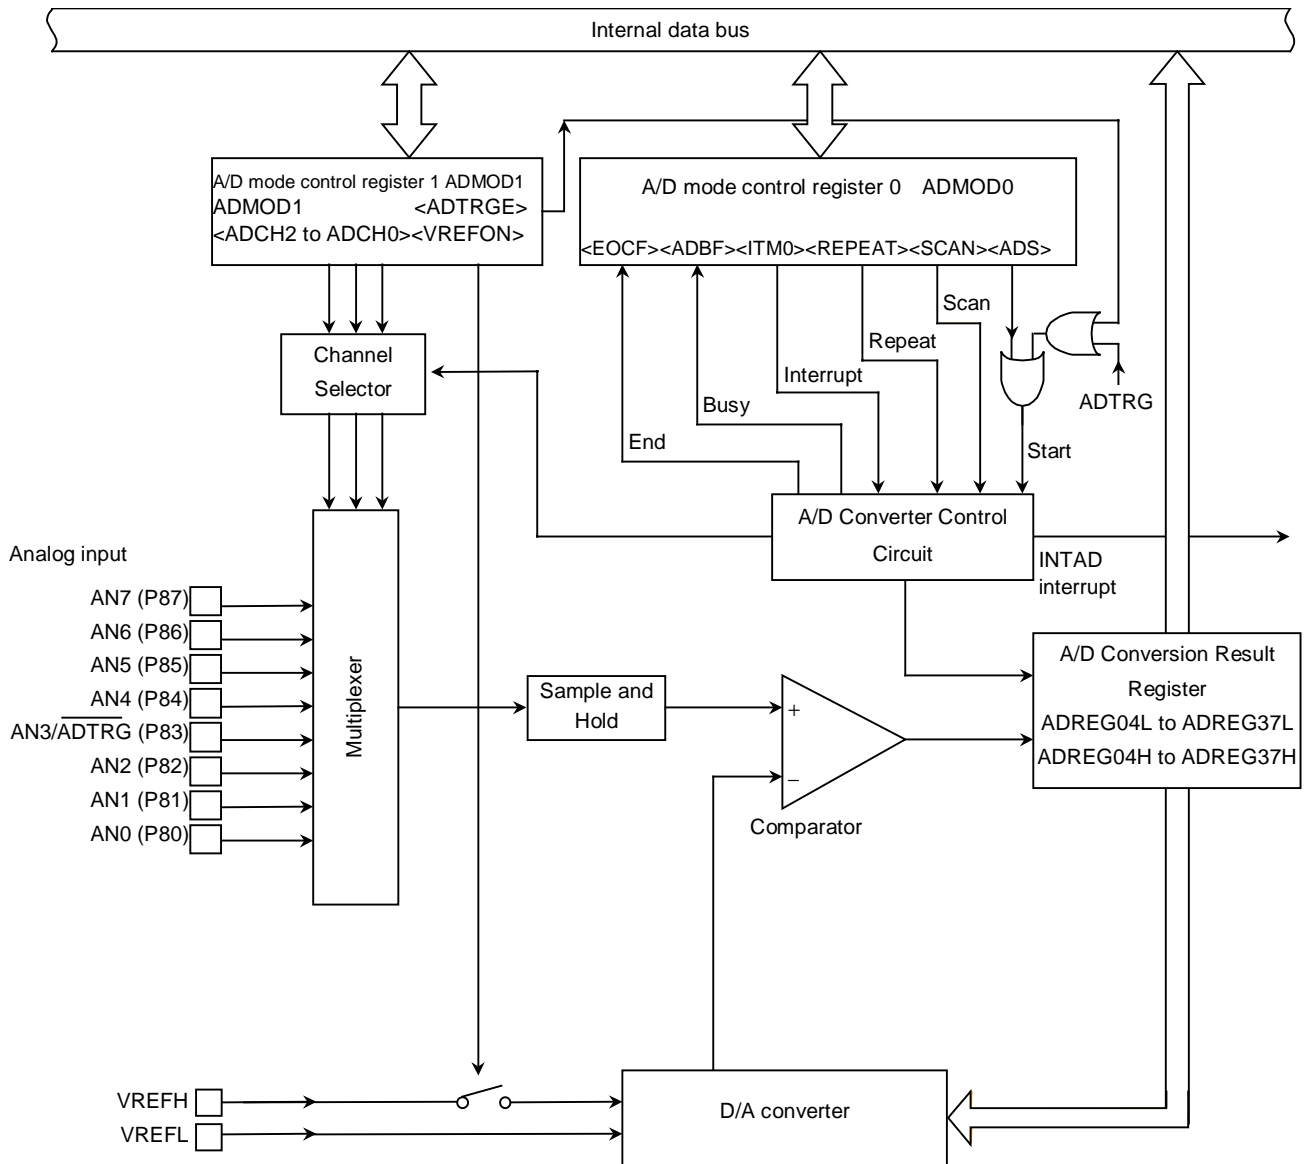 Internal data bus
A/D mode control register 1 ADMOD1
ADMOD1 <ADTRGE>
<ADCH2 to ADCH0><VREFON>
A/D mode control register 0 ADMOD0
<EOCF><ADBF><ITM0><REPEAT><SCAN><ADS>
Scan
Repeat
Interrupt
Busy
End
ADTRG
Start
Channel
Selector
A/D Converter Control
Circuit
INTAD
interrupt
Analog input
AN7 (P87)
AN6 (P86)
AN5 (P85)
AN4 (P84)
AN3/ADTRG (P83)
AN2 (P82)
AN1 (P81)
AN0 (P80)
Multiplexer
Sample and
Hold
+
−
Comparator
A/D Conversion Result
Register
ADREG04L to ADREG37L
ADREG04H to ADREG37H
VREFH
VREFL
D/A converter